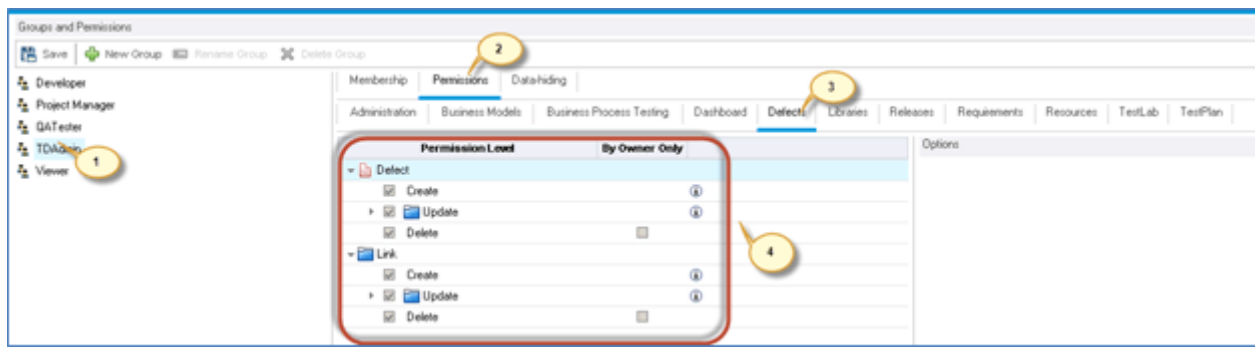 Groups and Permissions
Save New Group Rename Group Delete Group
2
Developer
Project Manager
QATester
TDAdmin
1
Viewer
Membership Permissions Data-hiding
3
Administration Business Models Business Process Testing Dashboard Defects Libraries Releases Requirements Resources TestLab TestPlan
Permission Level By Owner Only
Options
Defect
Create
Update
Delete
4
Link
Create
Update
Delete